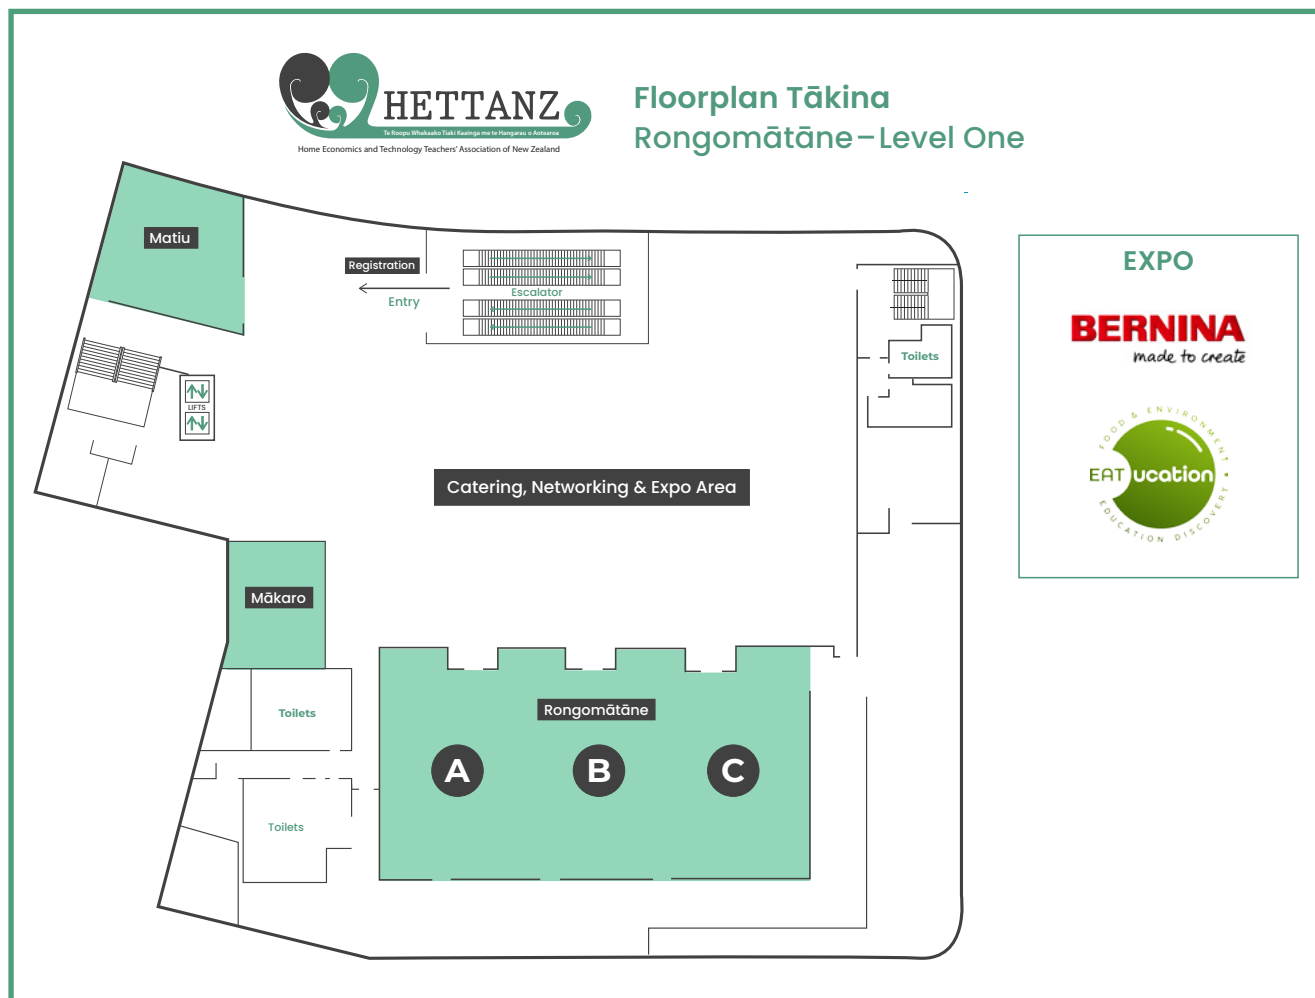 HETTANZ
Te Roopu Whakaako Tiaki Kaainga me te Hangarau o Aotearoa
Home Economics and Technology Teachers' Association of New Zealand
Floorplan Tākina
Rongomātāne – Level One
Matiu
Registration
Entry
Escalator
Toilets
LIFTS
Catering, Networking & Expo Area
Mākaro
Toilets
Toilets
Rongomātāne
A
B
C
EXPO
BERNINA
made to create
FOOD & ENVIRONMENT
EATucation
EDUCATION DISCOVERY